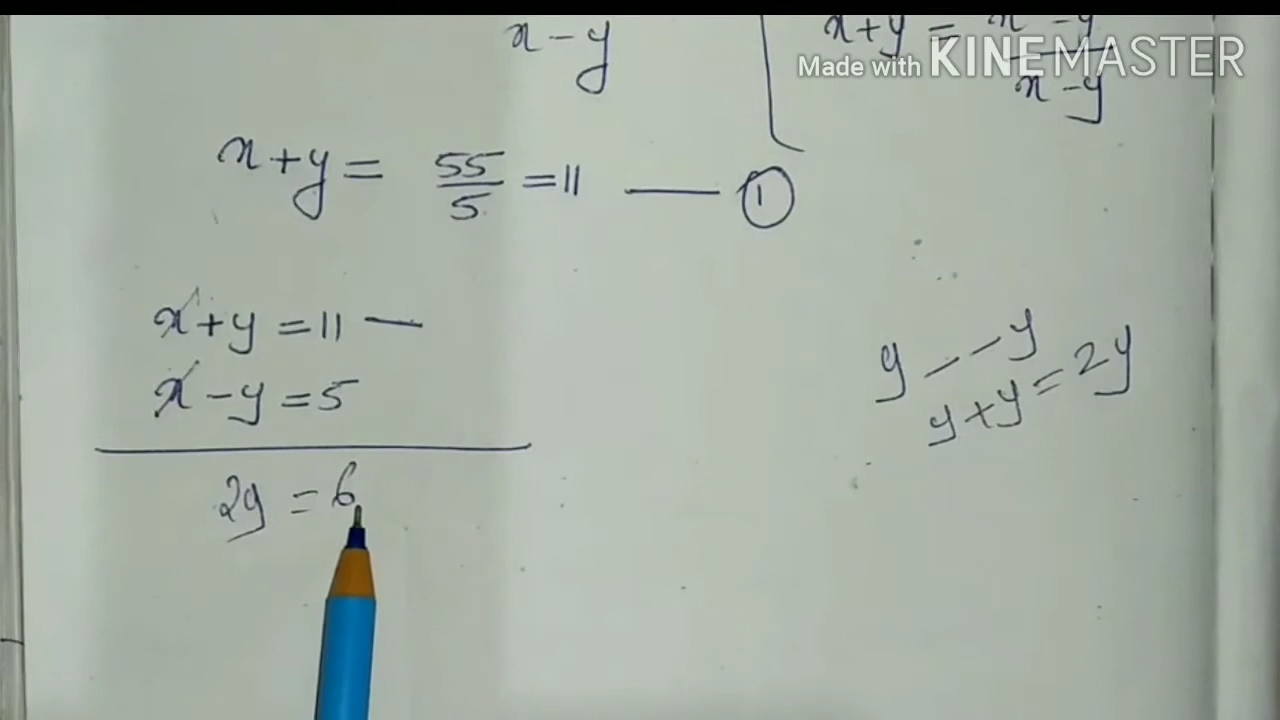 x - y
x + y = x - y / x - y
Made with KINEMASTER
x + y = 55/5 = 11 —— ①
x + y = 11 —
x - y = 5
2y = 6
y - - y
y + y = 2y